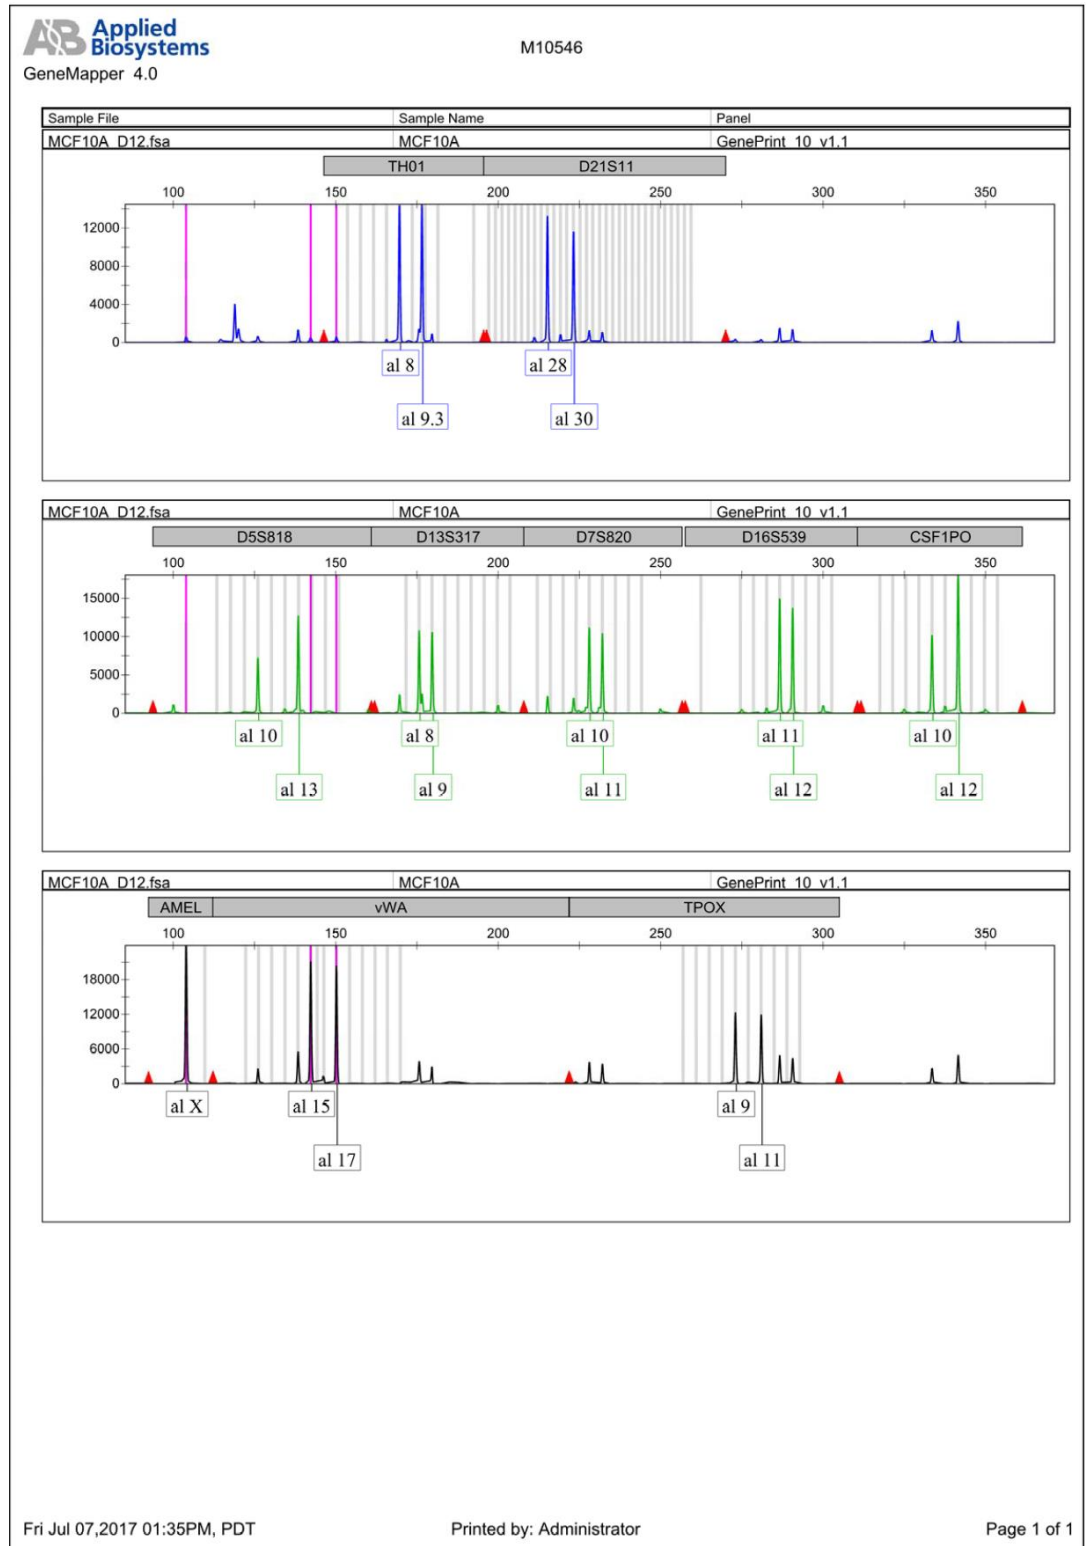 AB Applied Biosystems
M10546
GeneMapper 4.0
Sample File Sample Name Panel
MCF10A_D12.fsa MCF10A GenePrint_10_v1.1
TH01 D21S11
100 150 200 250 300 350
12000
8000
4000
0
al 8 al 28
al 9.3 al 30
MCF10A_D12.fsa MCF10A GenePrint_10_v1.1
D5S818 D13S317 D7S820 D16S539 CSF1PO
100 150 200 250 300 350
15000
10000
5000
0
al 10 al 8 al 10 al 11 al 10
al 13 al 9 al 11 al 12 al 12
MCF10A_D12.fsa MCF10A GenePrint_10_v1.1
AMEL vWA TPOX
100 150 200 250 300 350
18000
12000
6000
0
al X al 15 al 9
al 17 al 11
Fri Jul 07,2017 01:35PM, PDT Printed by: Administrator Page 1 of 1